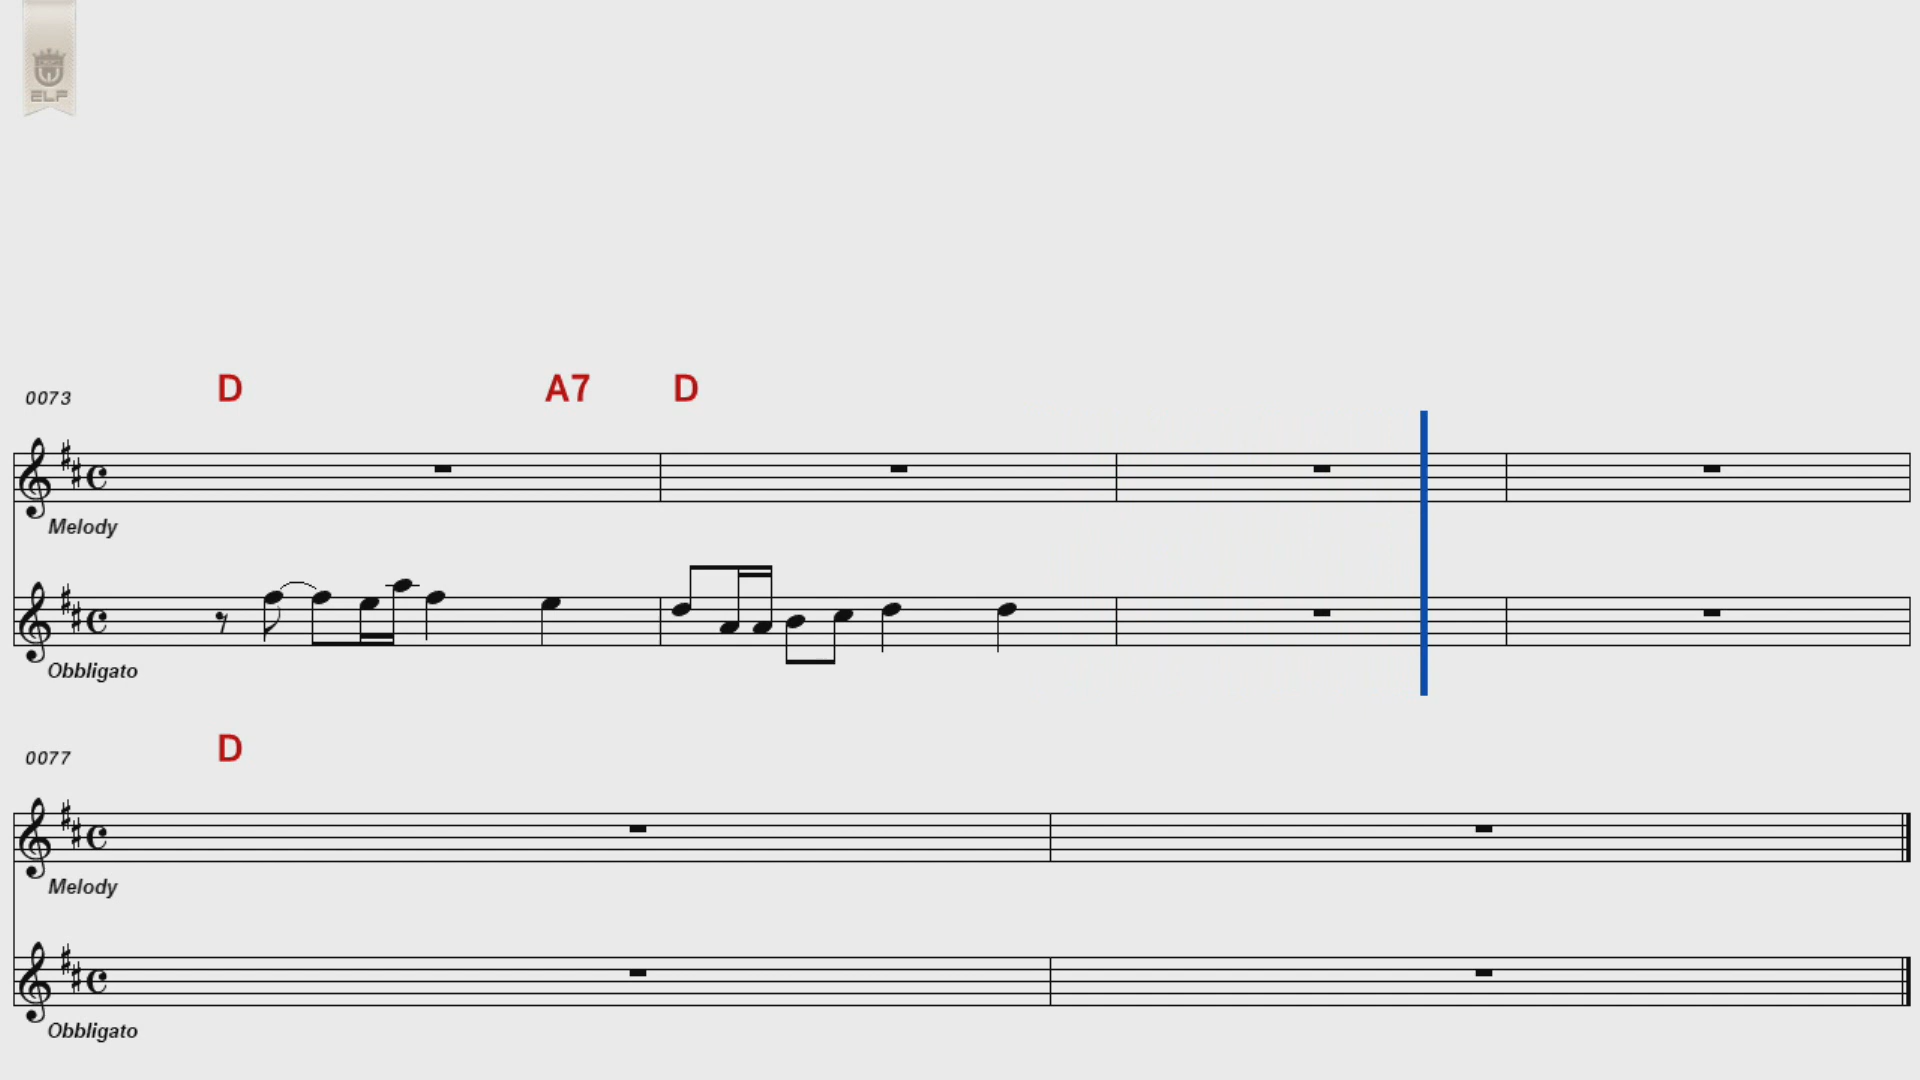 ELF
0073 D A7 D
Melody
Obbligato
0077 D
Melody
Obbligato